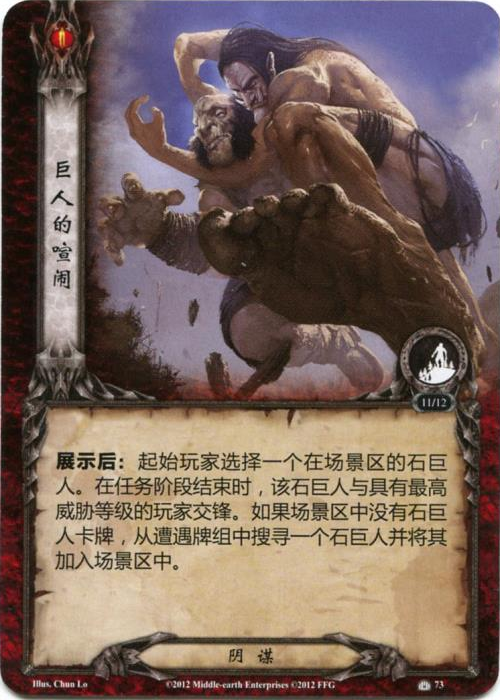 巨人的喧闹
11/12
展示后：起始玩家选择一个在场景区的石巨
人。在任务阶段结束时，该石巨人与具有最高
威胁等级的玩家交锋。如果场景区中没有石巨
人卡牌，从遭遇牌组中搜寻一个石巨人并将其
加入场景区中。
阴谋
Illus. Chun Lo ©2012 Middle-earth Enterprises ©2012 FFG 73